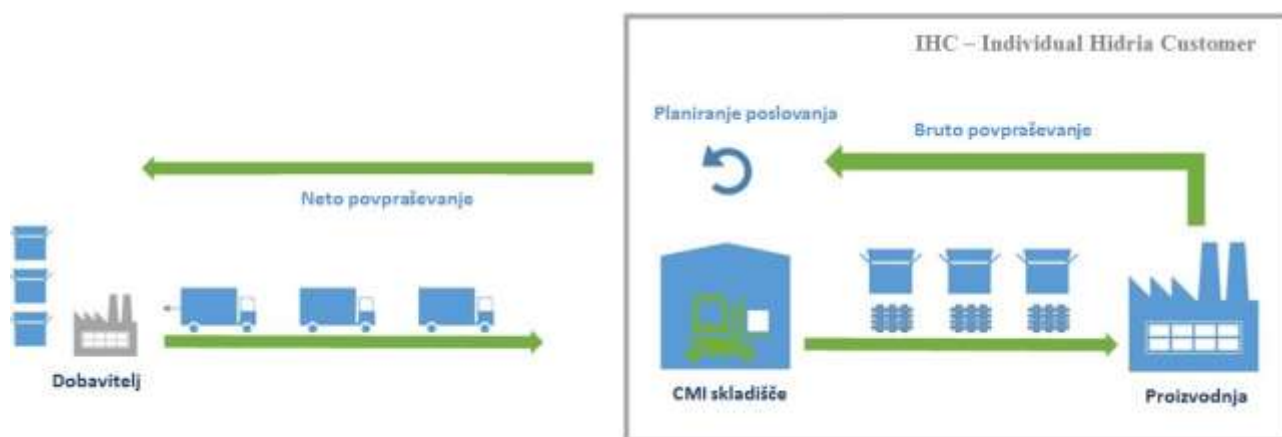 IHC – Individual Hidria Customer
Planiranje poslovanja
Bruto povpraševanje
Neto povpraševanje
Dobavitelj
CMI skladišče
Proizvodnja